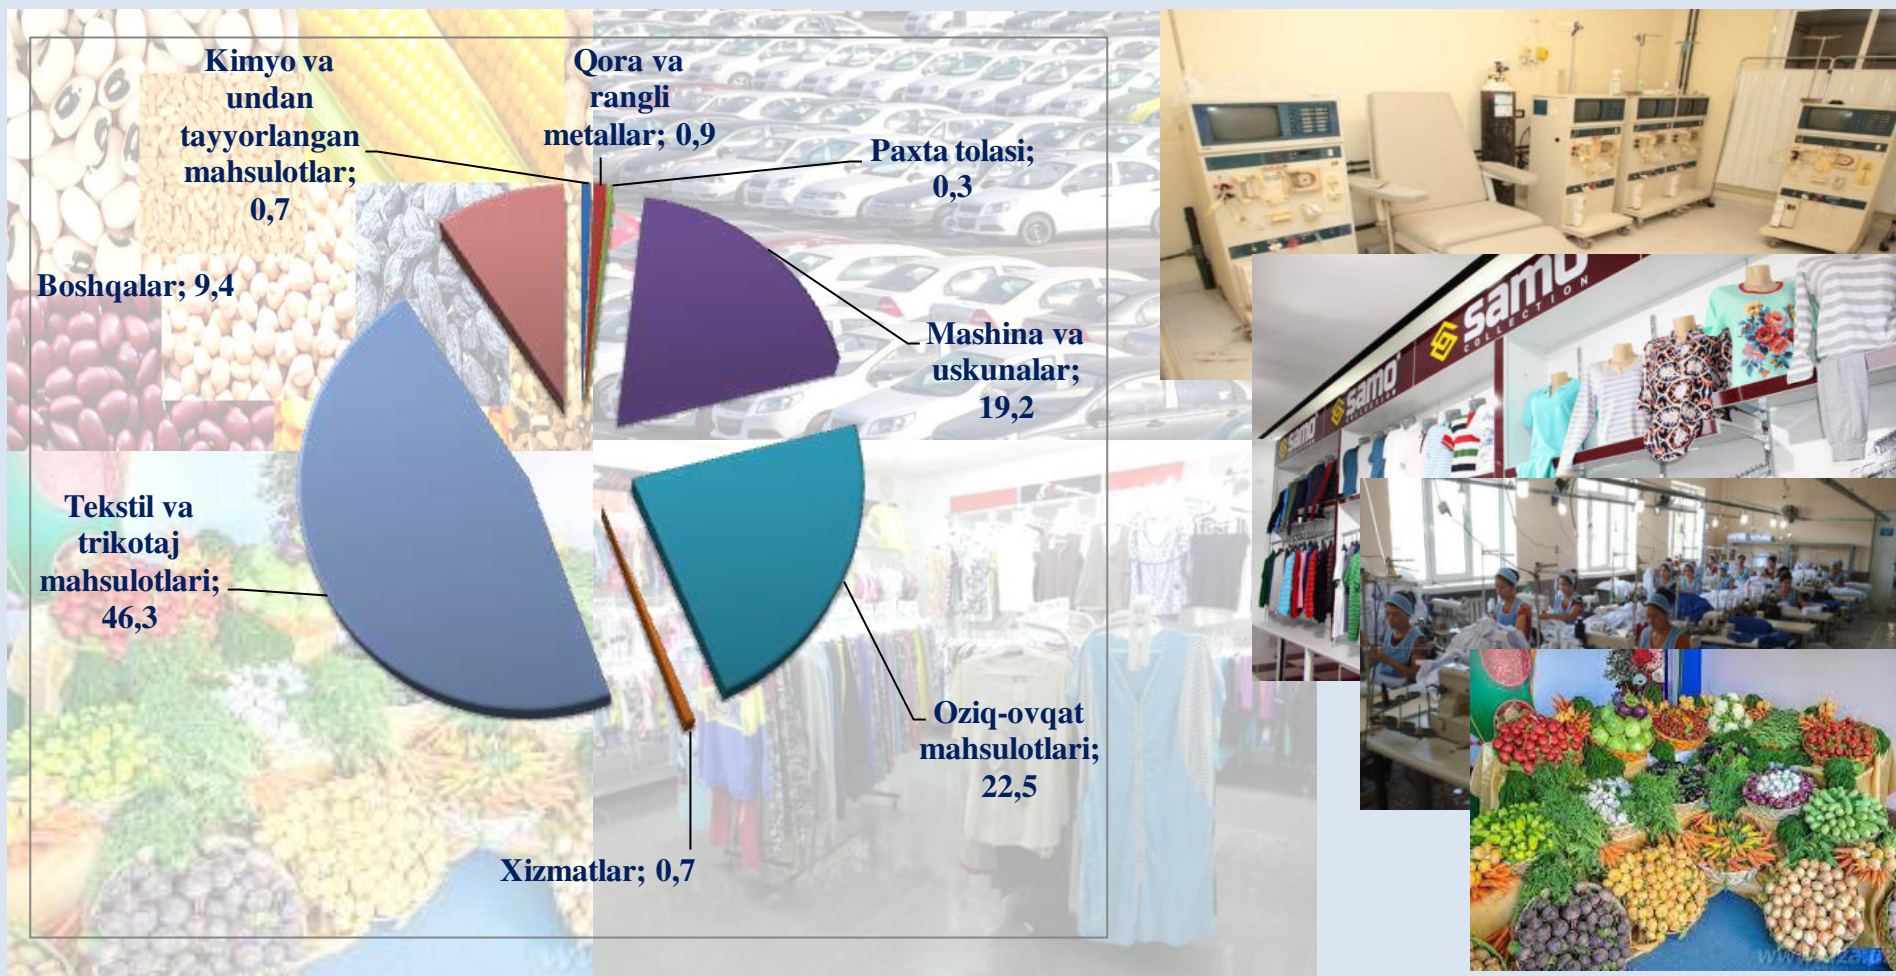 Kimyo va
undan
tayyorlangan
mahsulotlar;
0,7
Qora va
rangli
metallar; 0,9
Paxta tolasi;
0,3
Boshqalar; 9,4
Mashina va
uskunalar;
19,2
Tekstil va
trikotaj
mahsulotlari;
46,3
Oziq-ovqat
mahsulotlari;
22,5
Xizmatlar; 0,7
samo
COLLECTION
samo
samo